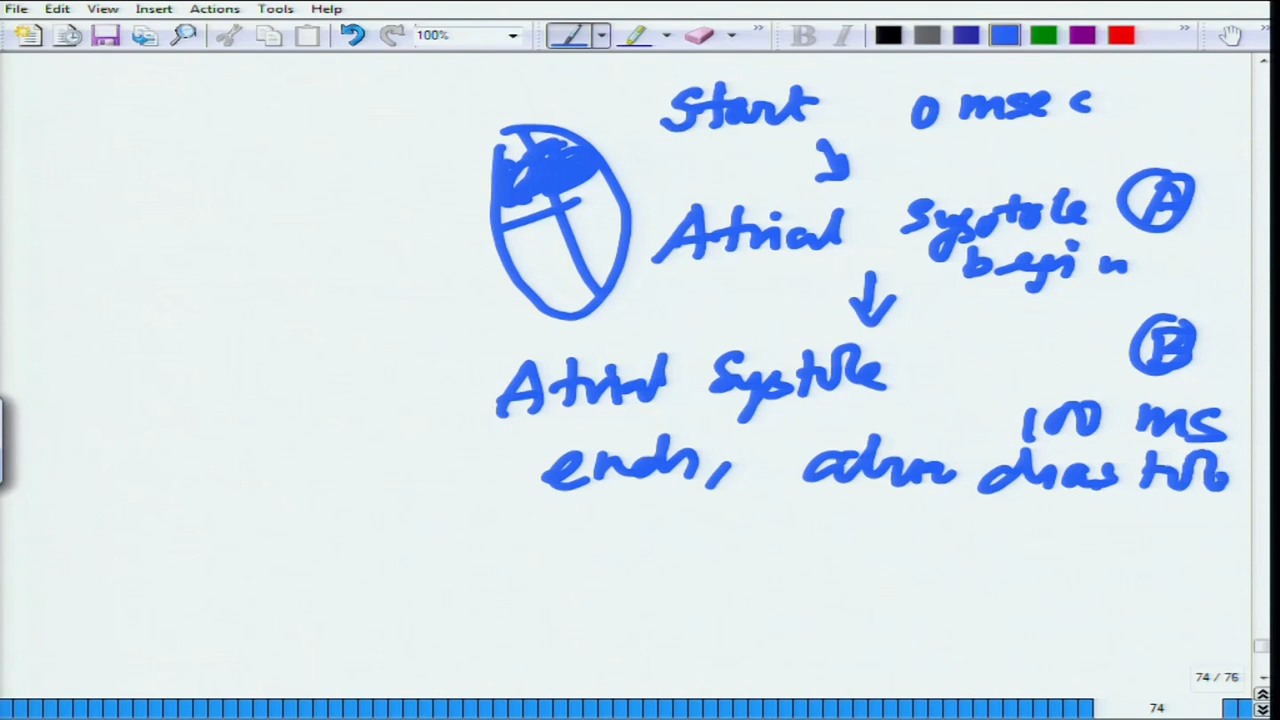 File Edit View Insert Actions Tools Help
100%
B I
Start 0 msec
Atrial systole A
begin
B
Atrial Systole
100 ms
ends, diastole
74 / 76
74